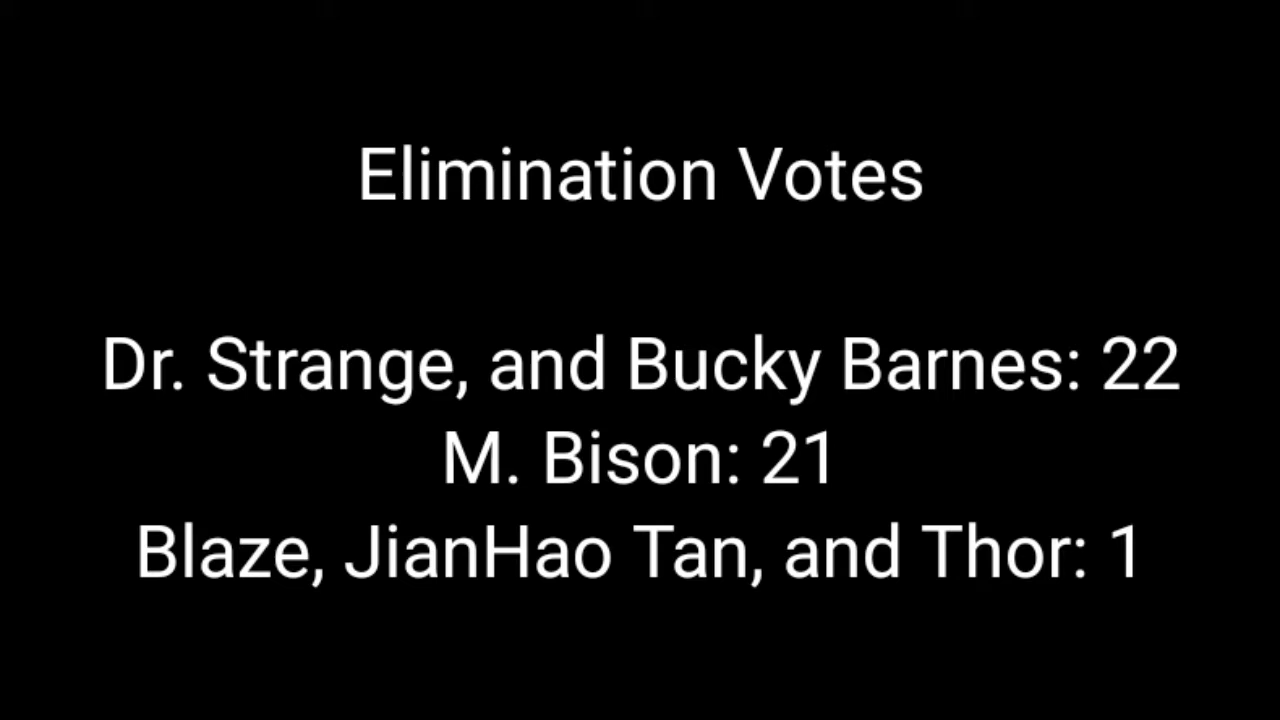 Elimination Votes
Dr. Strange, and Bucky Barnes: 22
M. Bison: 21
Blaze, JianHao Tan, and Thor: 1